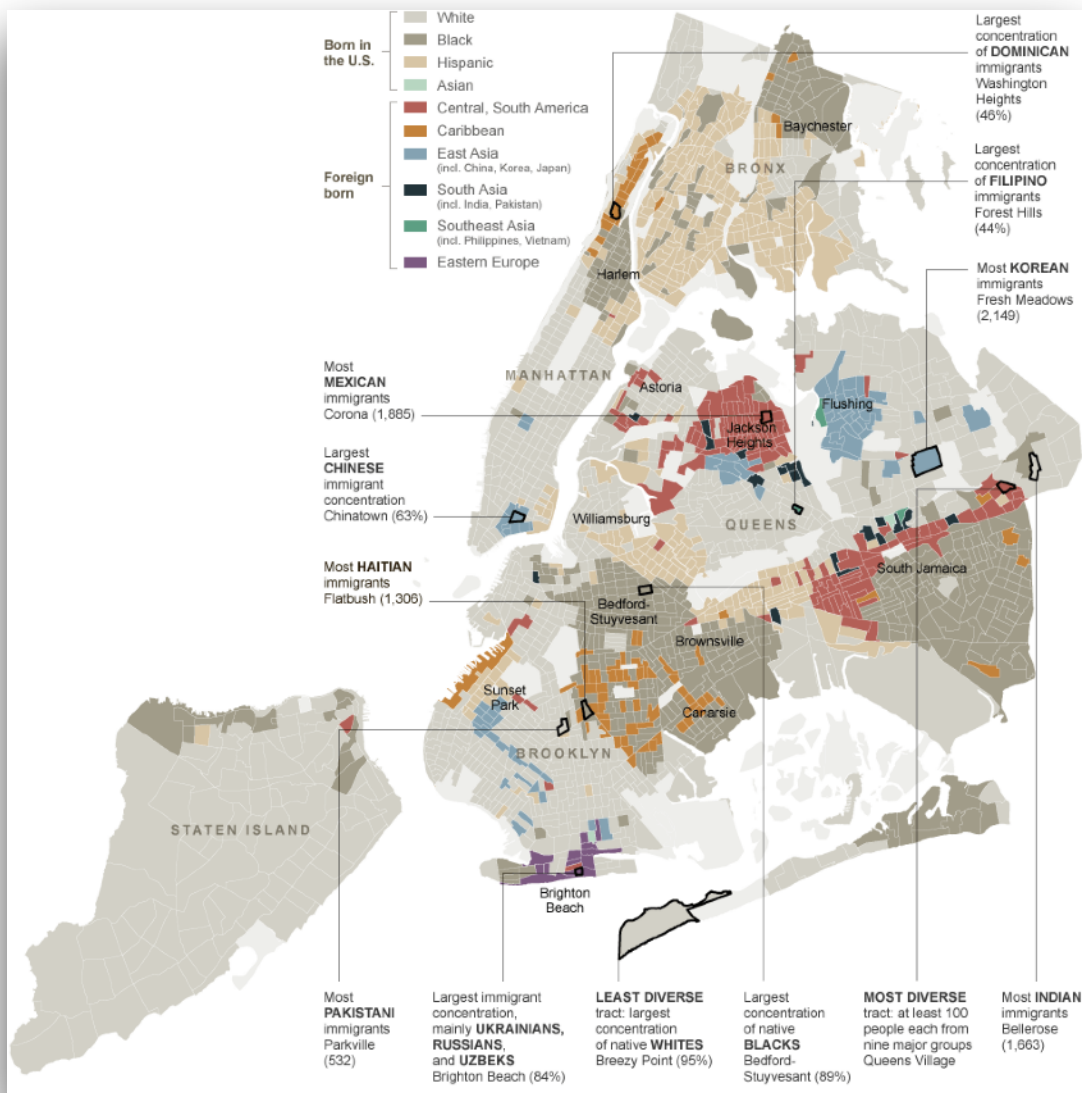 Born in
the U.S.
White
Black
Hispanic
Asian
Foreign
born
Central, South America
Caribbean
East Asia
(incl. China, Korea, Japan)
South Asia
(incl. India, Pakistan)
Southeast Asia
(incl. Philippines, Vietnam)
Eastern Europe
Largest
concentration
of DOMINICAN
immigrants
Washington
Heights
(46%)
Largest
concentration
of FILIPINO
immigrants
Forest Hills
(44%)
Most KOREAN
immigrants
Fresh Meadows
(2,149)
Most
MEXICAN
immigrants
Corona (1,885)
Largest
CHINESE
immigrant
concentration
Chinatown (63%)
Most HAITIAN
immigrants
Flatbush (1,306)
Baychester
BRONX
Harlem
MANHATTAN
Astoria
Jackson
Heights
Flushing
Williamsburg
QUEENS
South Jamaica
Bedford-
Stuyvesant
Brownsville
Sunset
Park
Canarsie
BROOKLYN
STATEN ISLAND
Brighton
Beach
Most
PAKISTANI
immigrants
Parkville
(532)
Largest immigrant
concentration,
mainly UKRAINIANS,
RUSSIANS,
and UZBEKS
Brighton Beach (84%)
LEAST DIVERSE
tract: largest
concentration
of native WHITES
Breezy Point (95%)
Largest
concentration
of native
BLACKS
Bedford-
Stuyvesant (89%)
MOST DIVERSE
tract: at least 100
people each from
nine major groups
Queens Village
Most INDIAN
immigrants
Bellerose
(1,663)